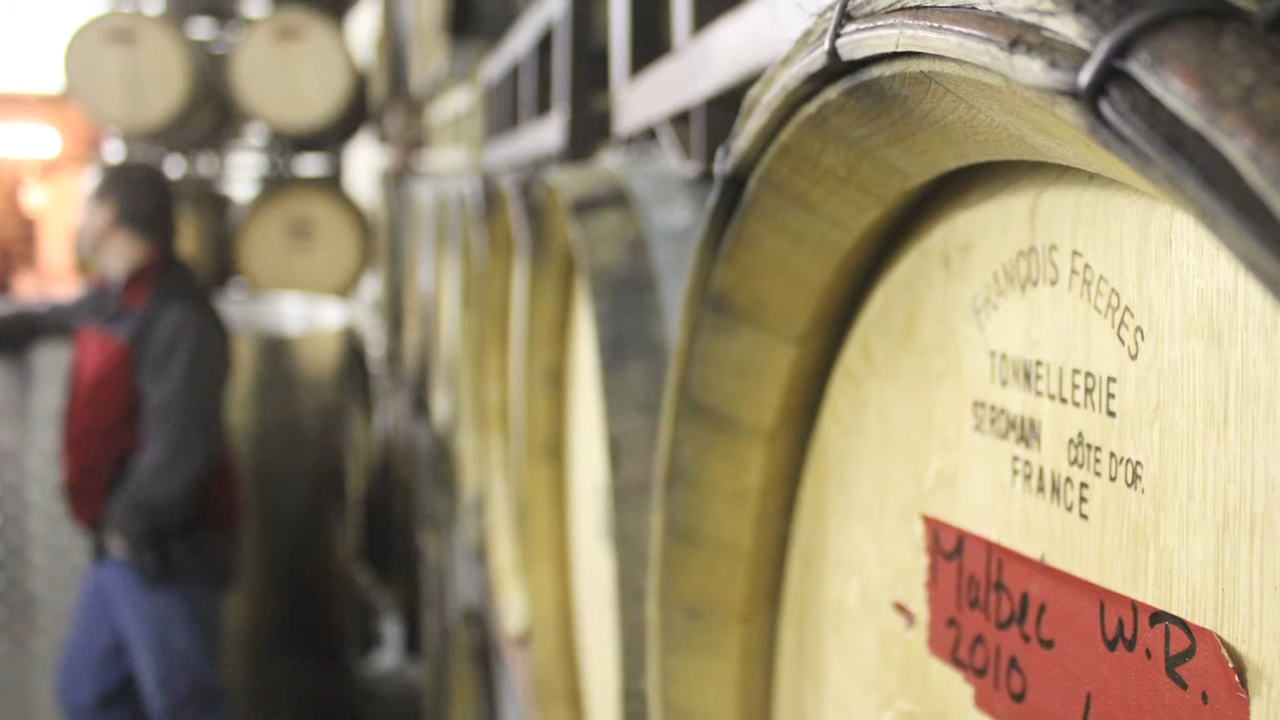 FRANÇOIS FRERES
TONNELLERIE
ST ROMAIN CÔTE D'OR.
FRANCE
Malbec W.R.
2010